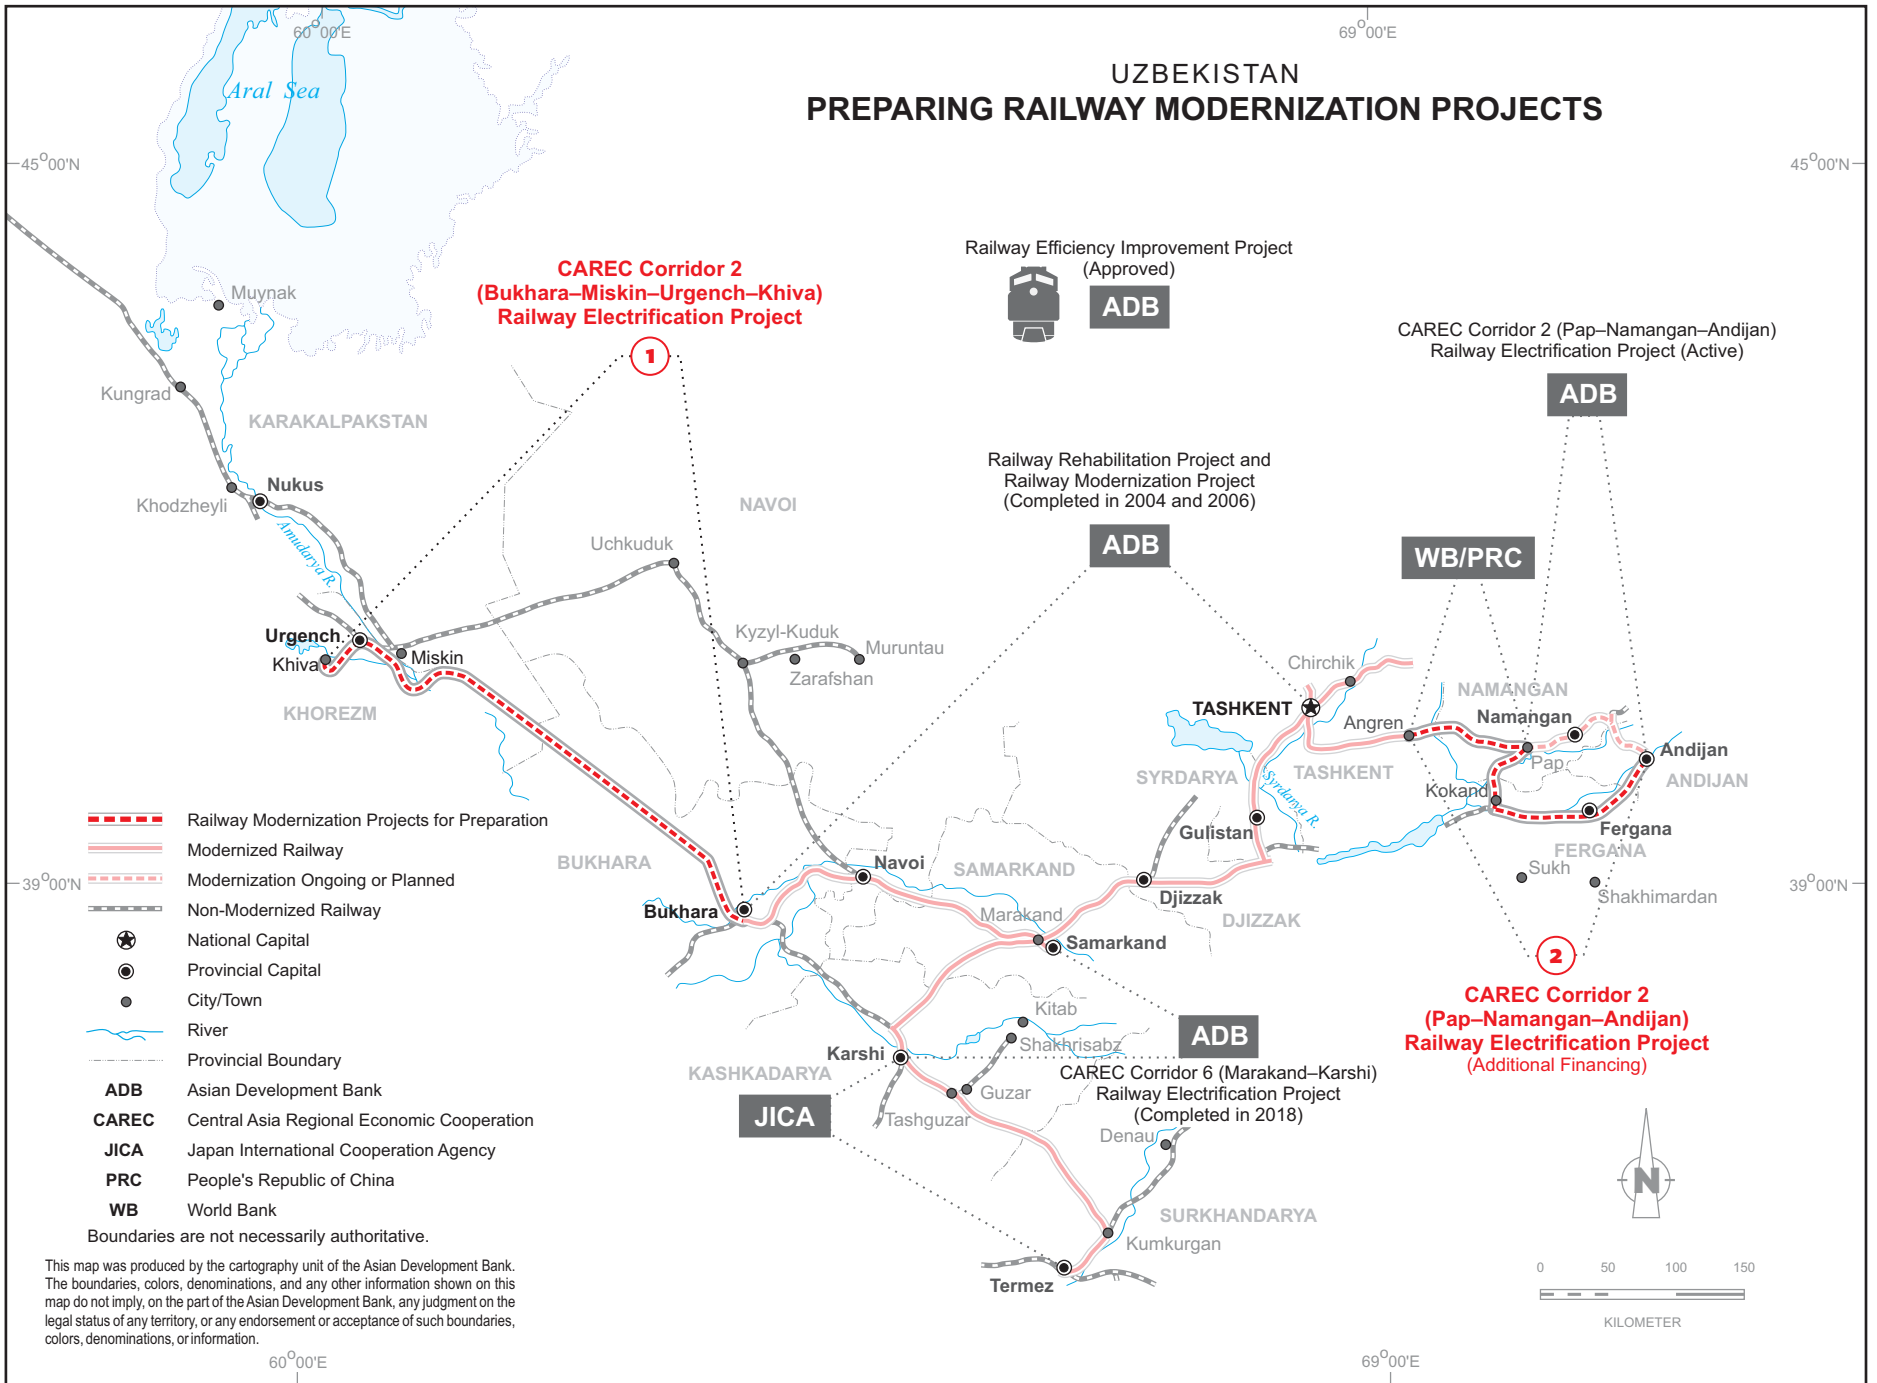 60°00'E
69°00'E
UZBEKISTAN
PREPARING RAILWAY MODERNIZATION PROJECTS
Aral Sea
45°00'N
45°00'N
Railway Efficiency Improvement Project
(Approved)
ADB
CAREC Corridor 2
(Bukhara–Miskin–Urgench–Khiva)
Railway Electrification Project
1
Muynak
CAREC Corridor 2 (Pap–Namangan–Andijan)
Railway Electrification Project (Active)
ADB
Kungrad
KARAKALPAKSTAN
Railway Rehabilitation Project and
Railway Modernization Project
(Completed in 2004 and 2006)
ADB
Nukus
Khodzheyli
NAVOI
Amudarya R.
Uchkuduk
WB/PRC
Urgench
Khiva
Miskin
Kyzyl-Kuduk
Muruntau
Zarafshan
Chirchik
KHOREZM
TASHKENT
Angren
NAMANGAN
Namangan
Pap
Andijan
ANDIJAN
SYRDARYA
TASHKENT
Syrdarya R.
Kokand
Gulistan
Fergana
FERGANA
BUKHARA
Navoi
SAMARKAND
Sukh
Shakhimardan
39°00'N
39°00'N
Djizzak
DJIZZAK
Bukhara
Marakand
Samarkand
2
CAREC Corridor 2
(Pap–Namangan–Andijan)
Railway Electrification Project
(Additional Financing)
Kitab
Shakhrisabz
ADB
CAREC Corridor 6 (Marakand–Karshi)
Railway Electrification Project
(Completed in 2018)
Karshi
KASHKADARYA
Guzar
Tashguzar
JICA
Denau
SURKHANDARYA
Kumkurgan
Termez
Railway Modernization Projects for Preparation
Modernized Railway
Modernization Ongoing or Planned
Non-Modernized Railway
National Capital
Provincial Capital
City/Town
River
Provincial Boundary
ADB Asian Development Bank
CAREC Central Asia Regional Economic Cooperation
JICA Japan International Cooperation Agency
PRC People's Republic of China
WB World Bank
Boundaries are not necessarily authoritative.
This map was produced by the cartography unit of the Asian Development Bank.
The boundaries, colors, denominations, and any other information shown on this
map do not imply, on the part of the Asian Development Bank, any judgment on the
legal status of any territory, or any endorsement or acceptance of such boundaries,
colors, denominations, or information.
N
0 50 100 150
KILOMETER
60°00'E
69°00'E